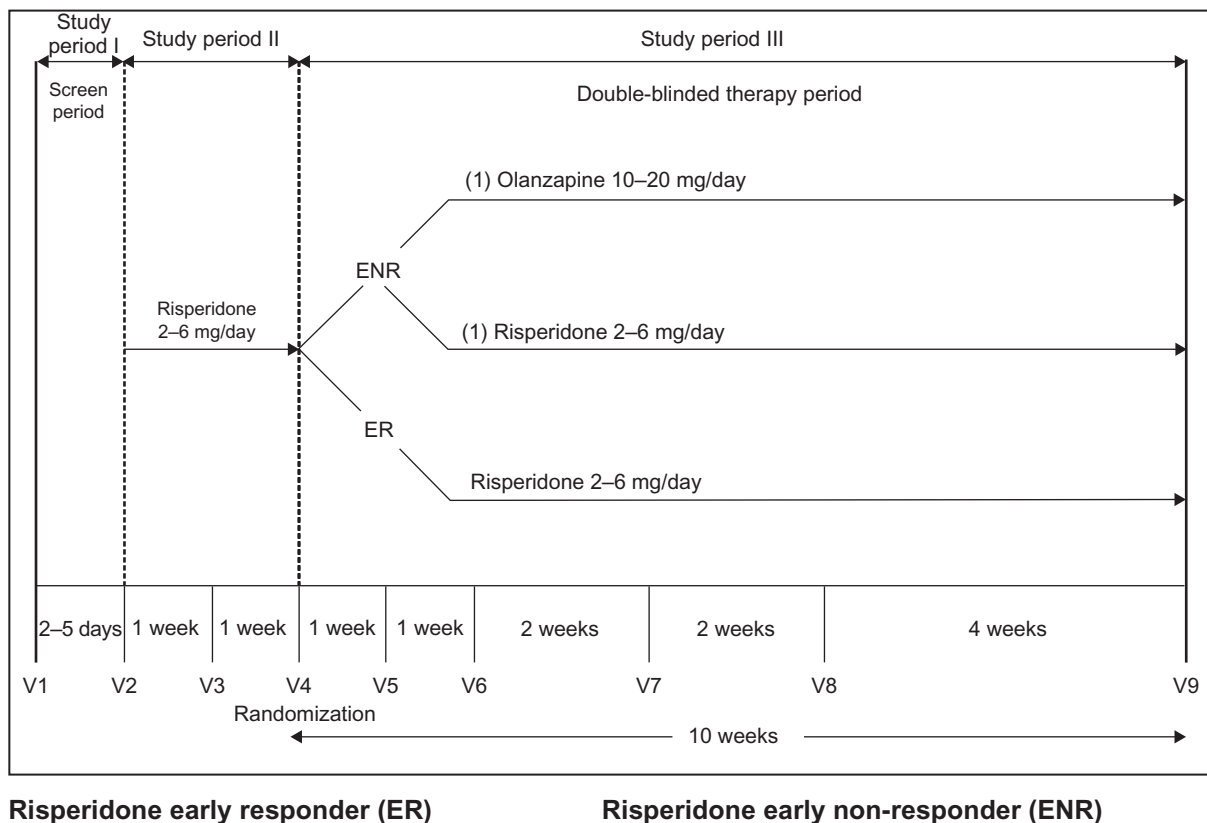 Study
period I
Study period II
Study period III
Screen
period
Double-blinded therapy period
(1) Olanzapine 10–20 mg/day
ENR
Risperidone
2–6 mg/day
(1) Risperidone 2–6 mg/day
ER
Risperidone 2–6 mg/day
2–5 days 1 week 1 week 1 week 1 week 2 weeks 2 weeks 4 weeks
V1 V2 V3 V4 V5 V6 V7 V8 V9
Randomization
10 weeks
Risperidone early responder (ER) Risperidone early non-responder (ENR)